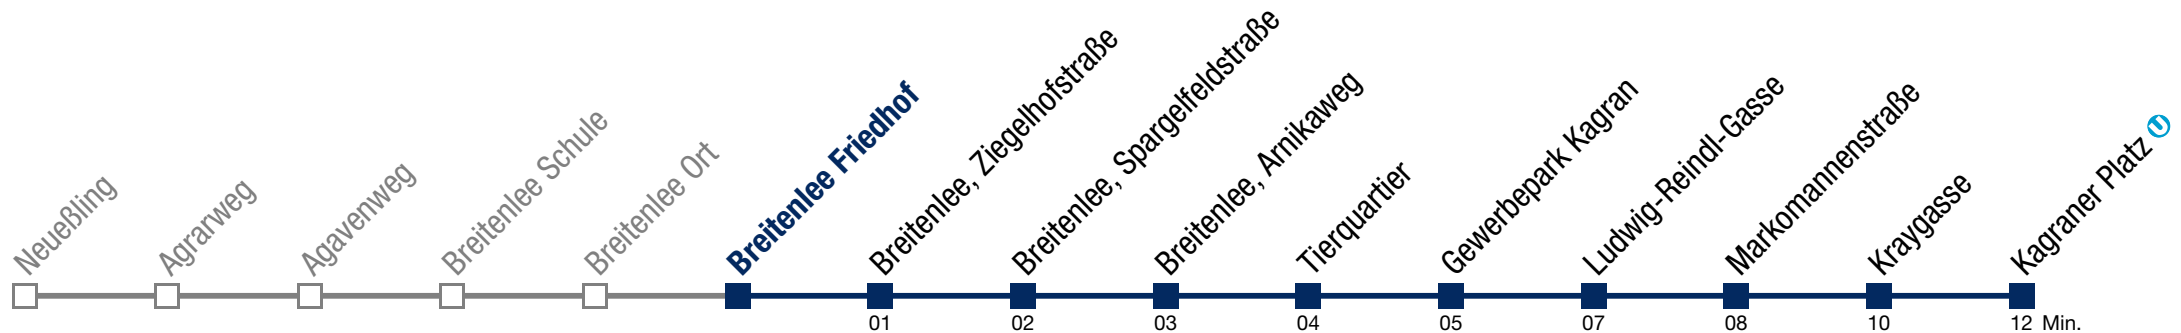 Neueßling
Agrarweg
Agavenweg
Breitenlee Schule
Breitenlee Ort
Breitenlee Friedhof
Breitenlee, Ziegelhofstraße
Breitenlee, Spargelfeldstraße
Breitenlee, Arnikaweg
Tierquartier
Gewerbepark Kagran
Ludwig-Reindl-Gasse
Markomannenstraße
Kraygasse
Kagraner Platz U
01 02 03 04 05 07 08 10 12 Min.